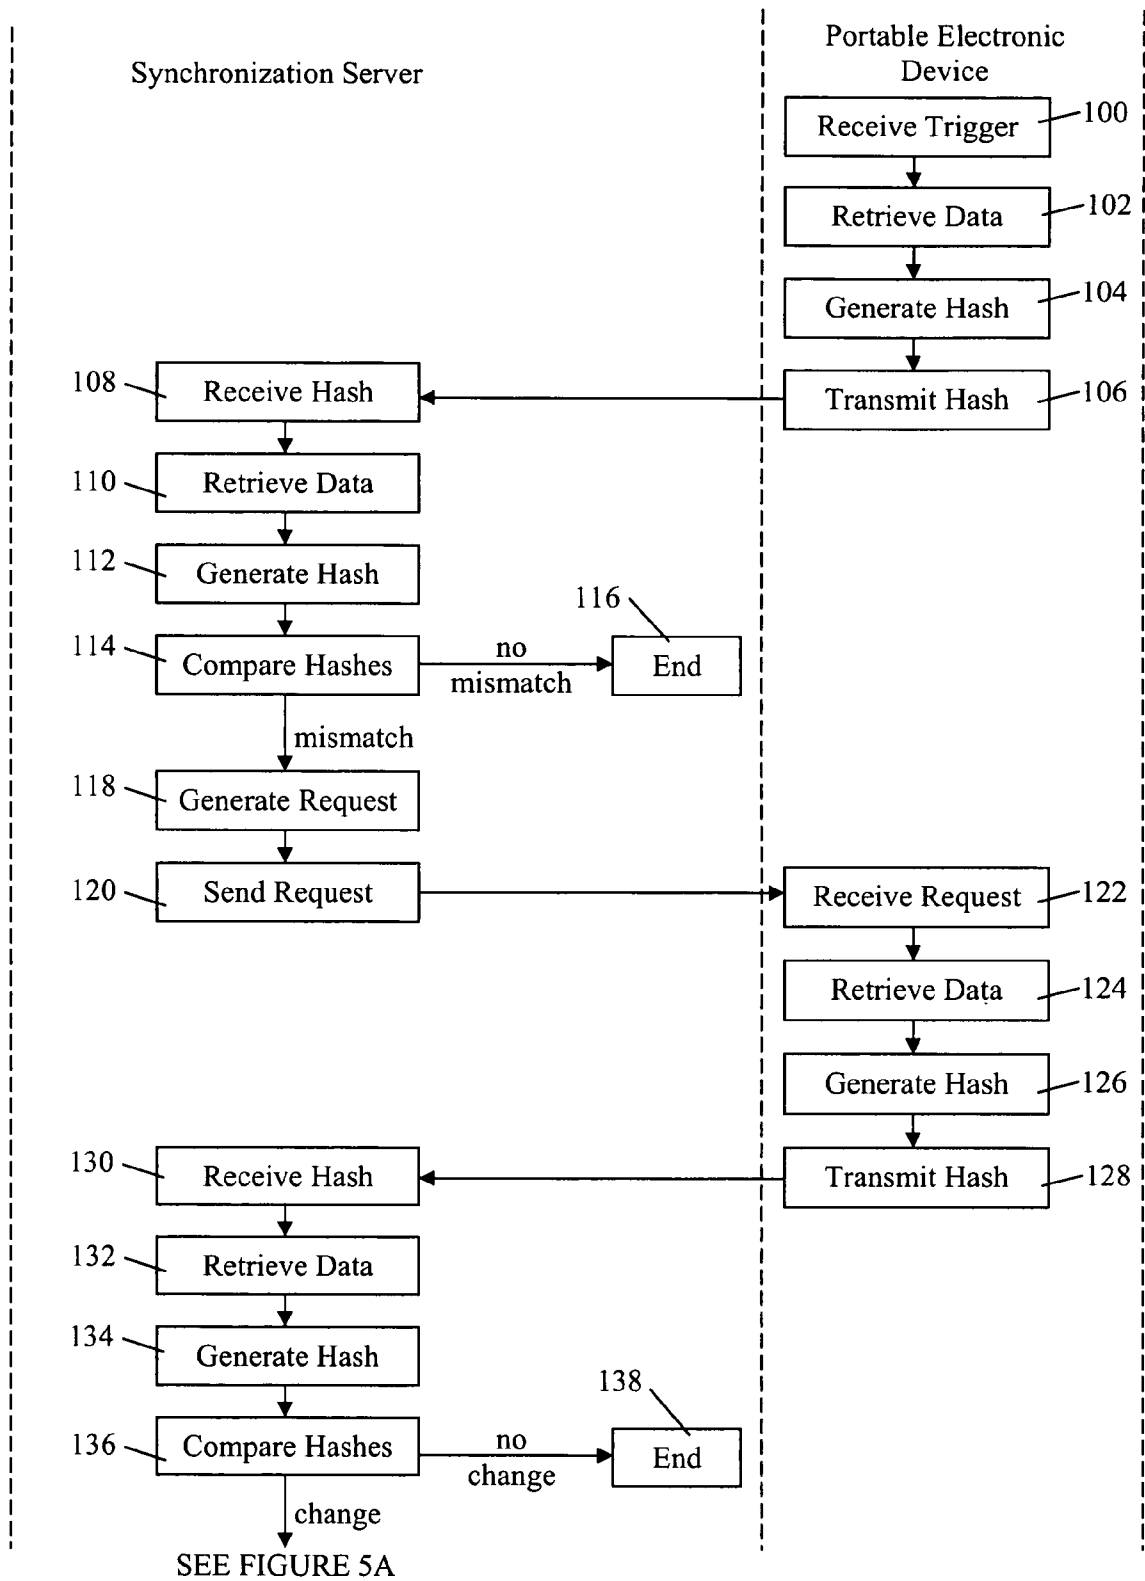 Synchronization Server
Portable Electronic
Device
Receive Trigger
100
Retrieve Data
102
Generate Hash
104
Transmit Hash
106
108
Receive Hash
110
Retrieve Data
112
Generate Hash
114
Compare Hashes
no
mismatch
116
End
mismatch
118
Generate Request
120
Send Request
Receive Request
122
Retrieve Data
124
Generate Hash
126
Transmit Hash
128
130
Receive Hash
132
Retrieve Data
134
Generate Hash
136
Compare Hashes
no
change
138
End
change
SEE FIGURE 5A